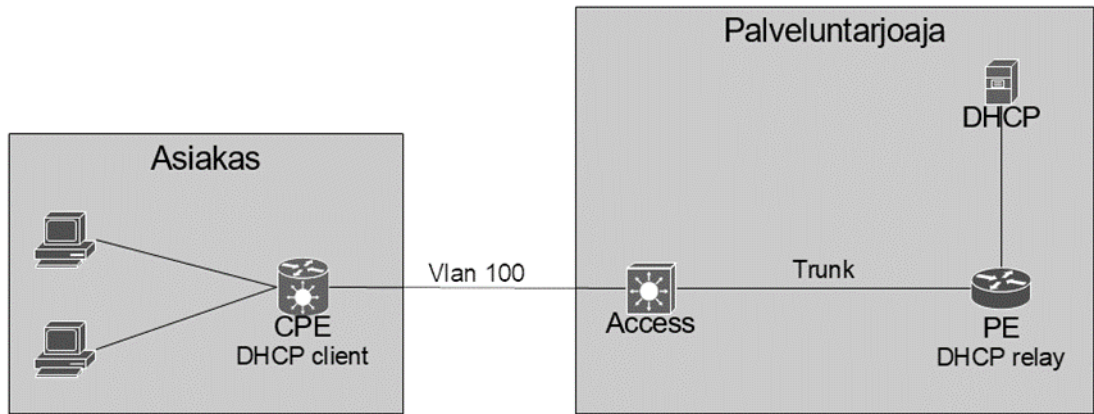 Palveluntarjoaja
DHCP
Asiakas
Vlan 100
Trunk
CPE
DHCP client
Access
PE
DHCP relay